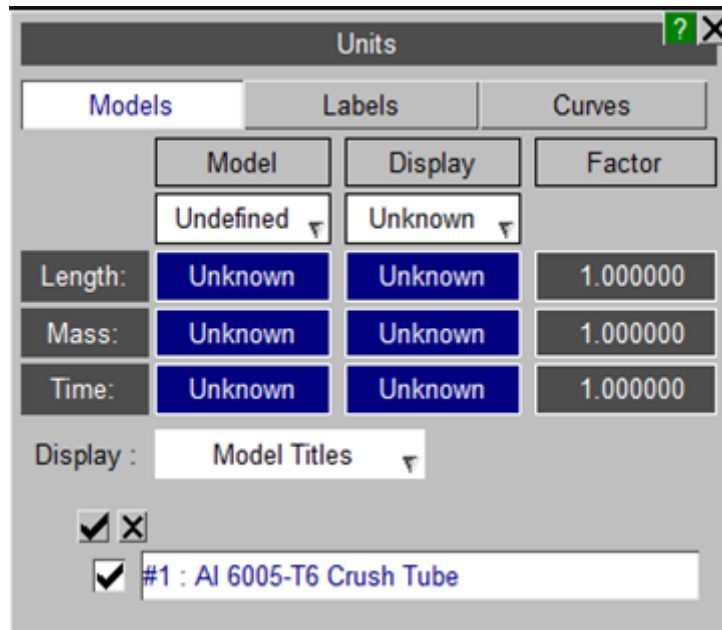 ? X
Units
Models Labels Curves
Model Display Factor
Undefined Unknown
Length: Unknown Unknown 1.000000
Mass: Unknown Unknown 1.000000
Time: Unknown Unknown 1.000000
Display : Model Titles
#1 : Al 6005-T6 Crush Tube